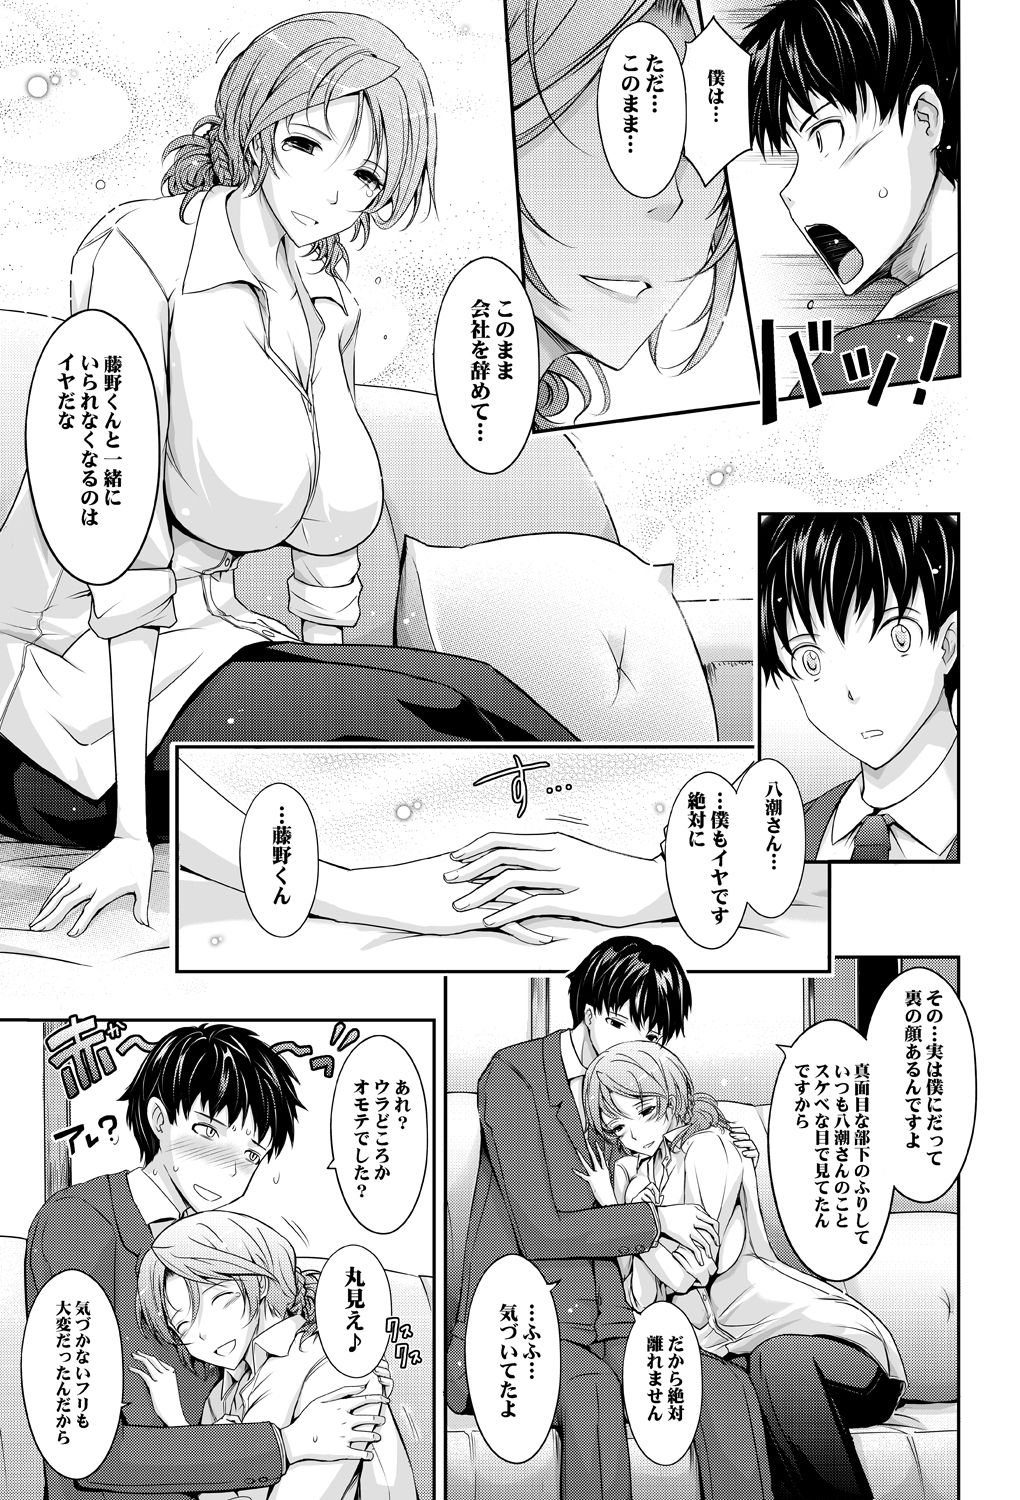 僕は…
ただ…
このまま…
バッ！
このまま
会社を辞めて…
藤野くんと一緒に
いられなくなるのは
イヤだな
八潮さん…
…僕もイヤです
絶対に
す…
…藤野くん
その…実は僕にだって
裏の顔あるんですよ
真面目な部下のふりして
いつも八潮さんのこと
スケベな目で見てたん
ですから
だから絶対
離れません
…ふふ…
気づいてたよ
赤かへ〜〜
アレ？
あれ？
ウラどころか
オモテでした？
丸見え♪
クスクス
気づかないフリも
大変だったんだから